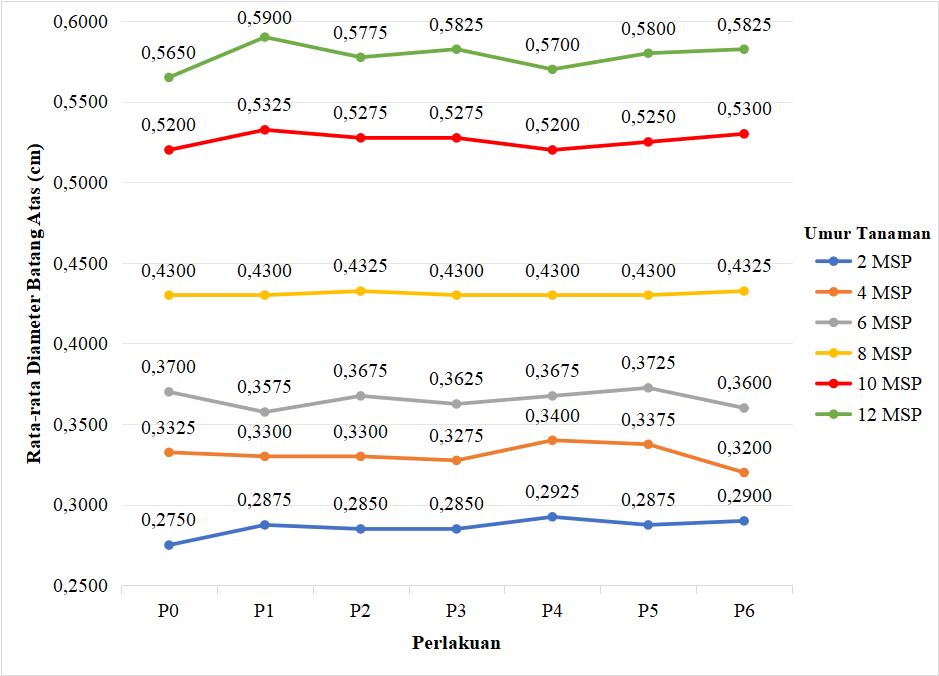 0,6000
0,5500
0,5000
0,4500
0,4000
0,3500
0,3000
0,2500
Rata-rata Diameter Batang Atas (cm)
0,5650 0,5900 0,5775 0,5825 0,5700 0,5800 0,5825
0,5200 0,5325 0,5275 0,5275 0,5200 0,5250 0,5300
0,4300 0,4300 0,4325 0,4300 0,4300 0,4300 0,4325
0,3700 0,3575 0,3675 0,3625 0,3675 0,3725 0,3600
0,3325 0,3300 0,3300 0,3275 0,3400 0,3375 0,3200
0,2750 0,2875 0,2850 0,2850 0,2925 0,2875 0,2900
P0 P1 P2 P3 P4 P5 P6
Perlakuan
Umur Tanaman
2 MSP
4 MSP
6 MSP
8 MSP
10 MSP
12 MSP